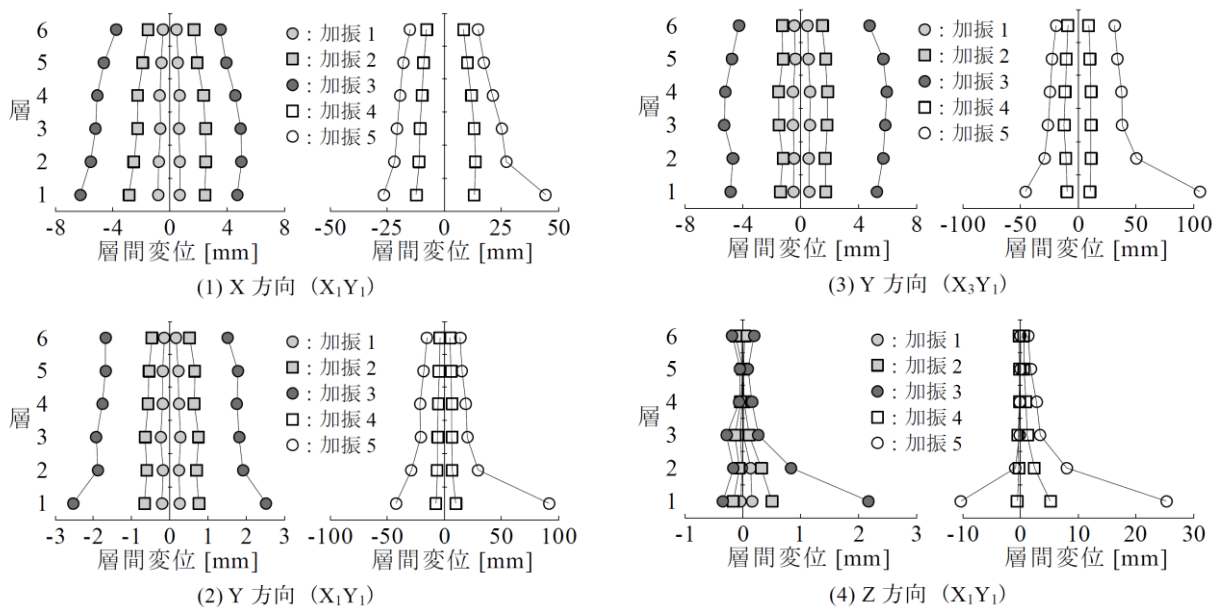 6
5
4
3
2
1
層
-8 -4 0 4 8
層間変位 [mm]
○：加振 1
□：加振 2
●：加振 3
□：加振 4
○：加振 5
-50 -25 0 25 50
層間変位 [mm]
(1) X 方向（X₁Y₁）
6
5
4
3
2
1
層
-3 -2 -1 0 1 2 3
層間変位 [mm]
○：加振 1
□：加振 2
●：加振 3
□：加振 4
○：加振 5
-100 -50 0 50 100
層間変位 [mm]
(2) Y 方向（X₁Y₁）
6
5
4
3
2
1
層
-8 -4 0 4 8
層間変位 [mm]
○：加振 1
□：加振 2
●：加振 3
□：加振 4
○：加振 5
-100 -50 0 50 100
層間変位 [mm]
(3) Y 方向（X₃Y₁）
6
5
4
3
2
1
層
-1 0 1 2 3
層間変位 [mm]
○：加振 1
□：加振 2
●：加振 3
□：加振 4
○：加振 5
-10 0 10 20 30
層間変位 [mm]
(4) Z 方向（X₁Y₁）